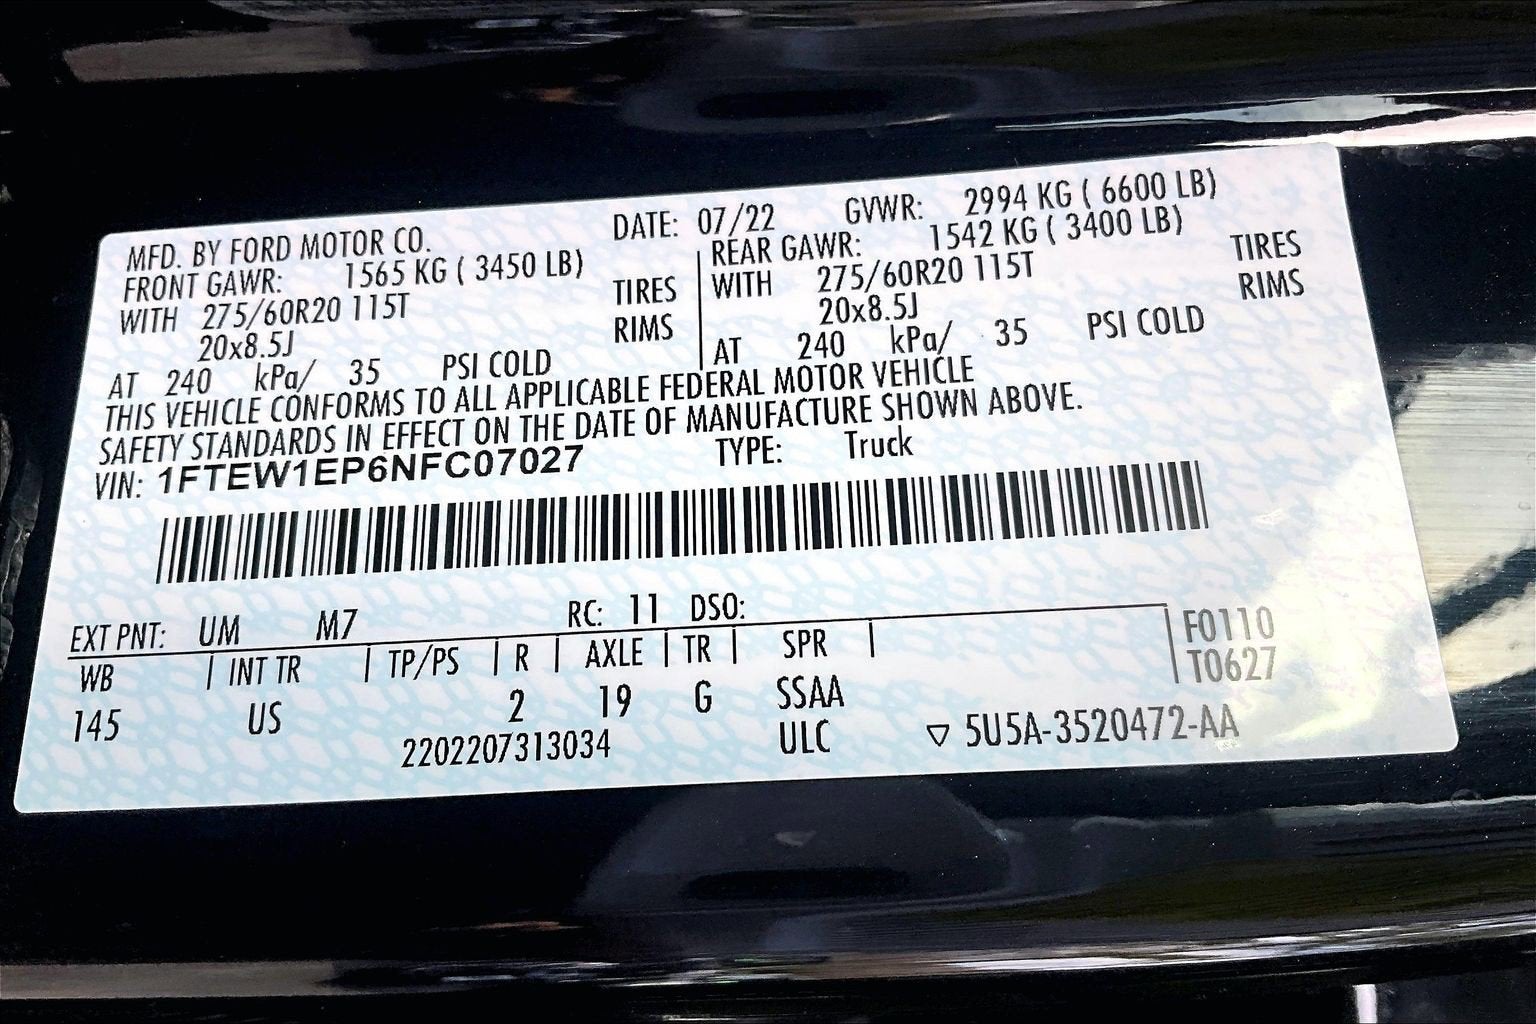 MFD. BY FORD MOTOR CO. DATE: 07/22 GVWR: 2994 KG ( 6600 LB)
FRONT GAWR: 1565 KG ( 3450 LB)
WITH 275/60R20 115T TIRES
20x8.5J RIMS
AT 240 kPa/ 35 PSI COLD
REAR GAWR: 1542 KG ( 3400 LB)
WITH 275/60R20 115T TIRES
20x8.5J RIMS
AT 240 kPa/ 35 PSI COLD
THIS VEHICLE CONFORMS TO ALL APPLICABLE FEDERAL MOTOR VEHICLE
SAFETY STANDARDS IN EFFECT ON THE DATE OF MANUFACTURE SHOWN ABOVE.
VIN: 1FTEW1EP6NFC07027 TYPE: Truck
EXT PNT: UM M7 RC: 11 DSO:
WB | INT TR | TP/PS | R | AXLE | TR | SPR | F0110
T0627
145 US 2 19 G SSAA
2202207313034 ULC ▽ 5U5A-3520472-AA